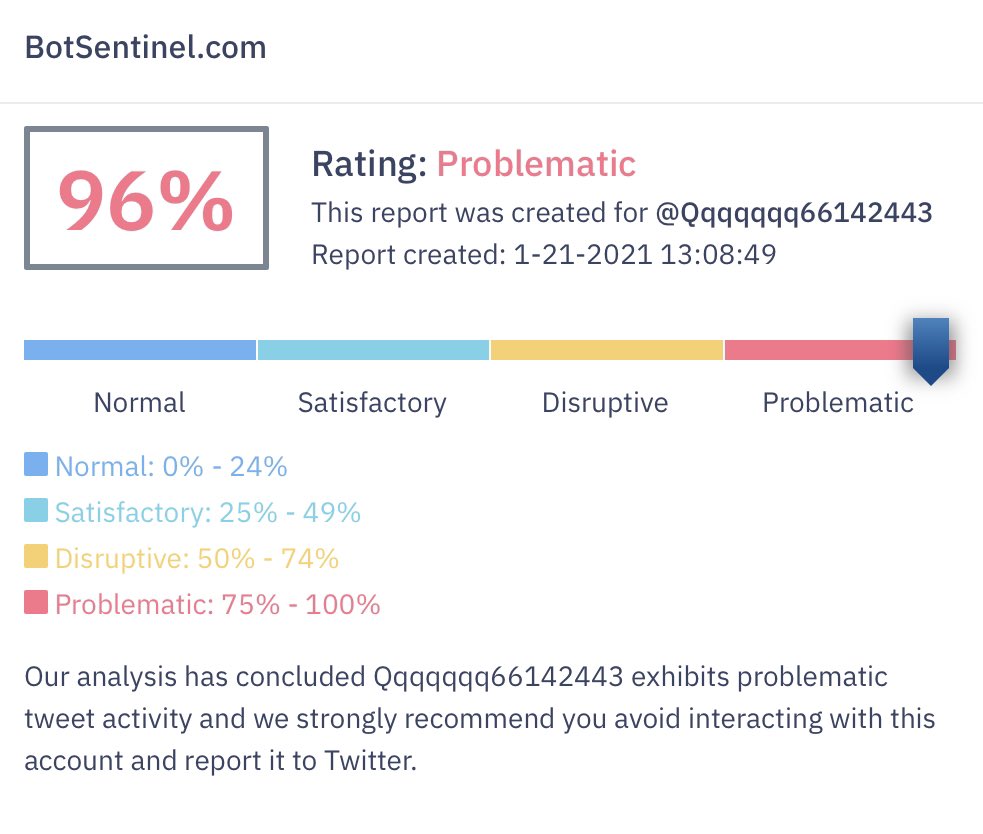 BotSentinel.com
96%
Rating: Problematic
This report was created for @Qqqqqqq66142443
Report created: 1-21-2021 13:08:49
Normal Satisfactory Disruptive Problematic
Normal: 0% - 24%
Satisfactory: 25% - 49%
Disruptive: 50% - 74%
Problematic: 75% - 100%
Our analysis has concluded Qqqqqqq66142443 exhibits problematic
tweet activity and we strongly recommend you avoid interacting with this
account and report it to Twitter.